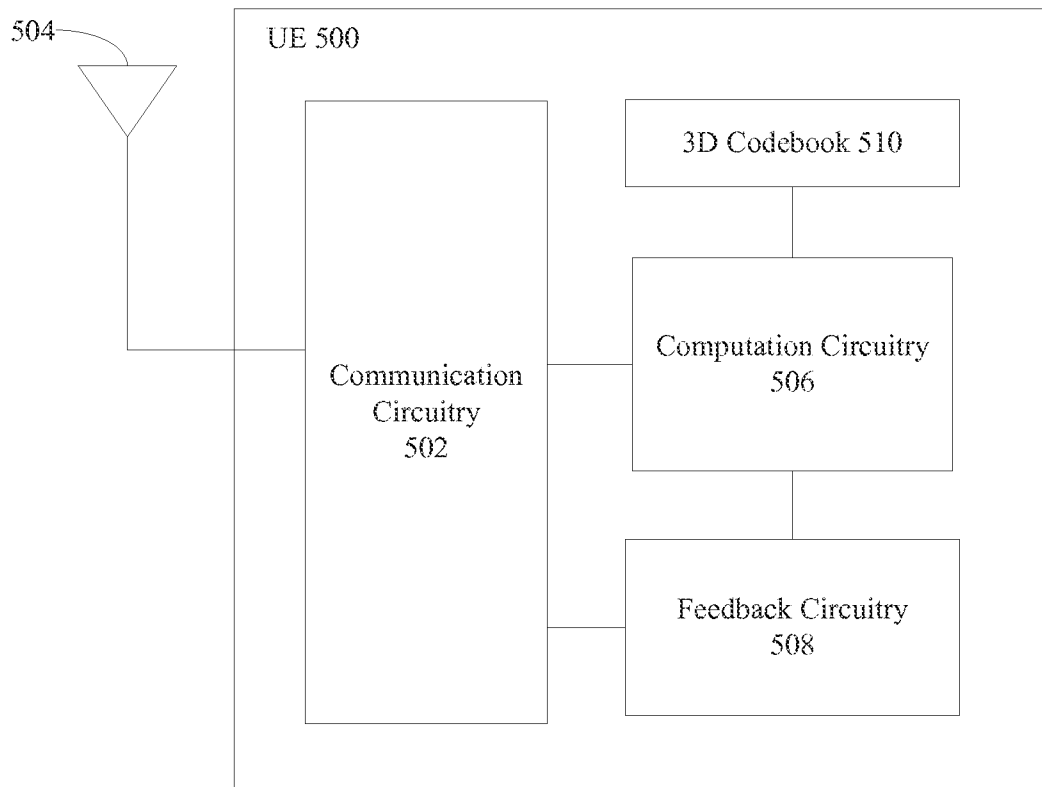 504
UE 500
3D Codebook 510
Computation Circuitry
506
Communication
Circuitry
502
Feedback Circuitry
508